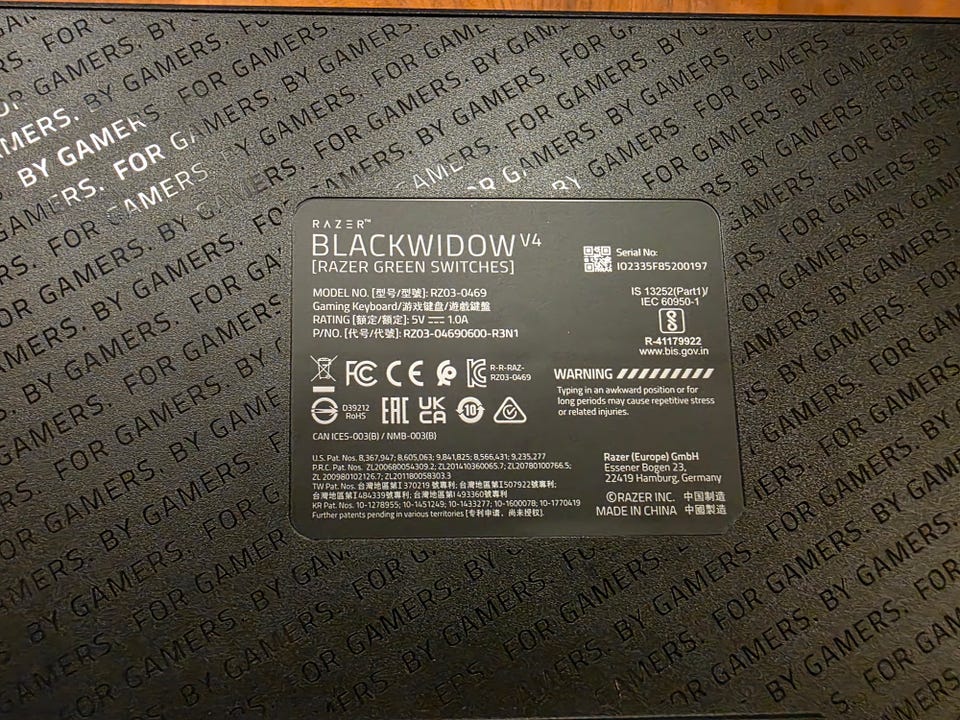 FOR GAMERS. BY GAMERS.
RAZER™
BLACKWIDOW V4
[RAZER GREEN SWITCHES]
MODEL NO. [型号/型號]: RZ03-0469
Gaming Keyboard/游戏键盘/遊戲鍵盤
RATING [额定/額定]: 5V ⎓ 1.0A
P/NO. [代号/代號]: RZ03-04690600-R3N1
Serial No:
IO2335F85200197
IS 13252(Part1)/
IEC 60950-1
R-41179922
www.bis.gov.in
FC CE R-R-RAZ-
RZ03-0469
D39212
RoHS
EAC UK
CA 10
CAN ICES-003(B) / NMB-003(B)
WARNING
Typing in an awkward position or for
long periods may cause repetitive stress
or related injuries.
U.S. Pat. Nos. 8,367,947; 8,605,063; 9,841,825; 8,566,431; 9,235,277
P.R.C. Pat. Nos. ZL200680054309.2; ZL201410360065.7; ZL20780100766.5;
ZL 200980102126.7; ZL201180058303.3
TW Pat. Nos. 台灣地區第I 370219 號專利; 台灣地區第I507922號專利;
台灣地區第I484339號專利; 台灣地區第I 493360號專利
KR Pat. Nos. 10-1278955; 10-1451249; 10-1433277; 10-1600078; 10-1770419
Further patents pending in various territories [专利申请，尚未授权].
Razer (Europe) GmbH
Essener Bogen 23,
22419 Hamburg, Germany
©RAZER INC. 中国制造
MADE IN CHINA 中國製造